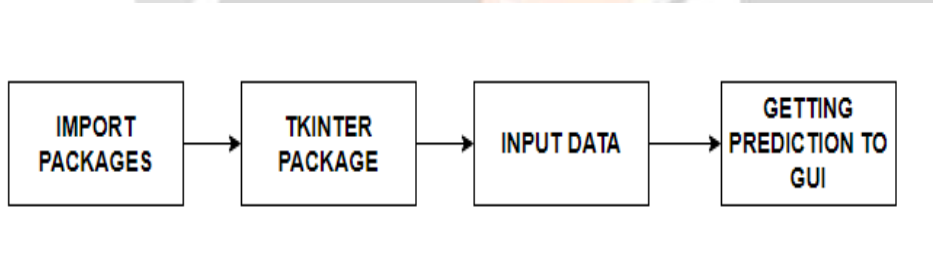 IMPORT
PACKAGES
TKINTER
PACKAGE
INPUT DATA
GETTING
PREDICTION TO
GUI